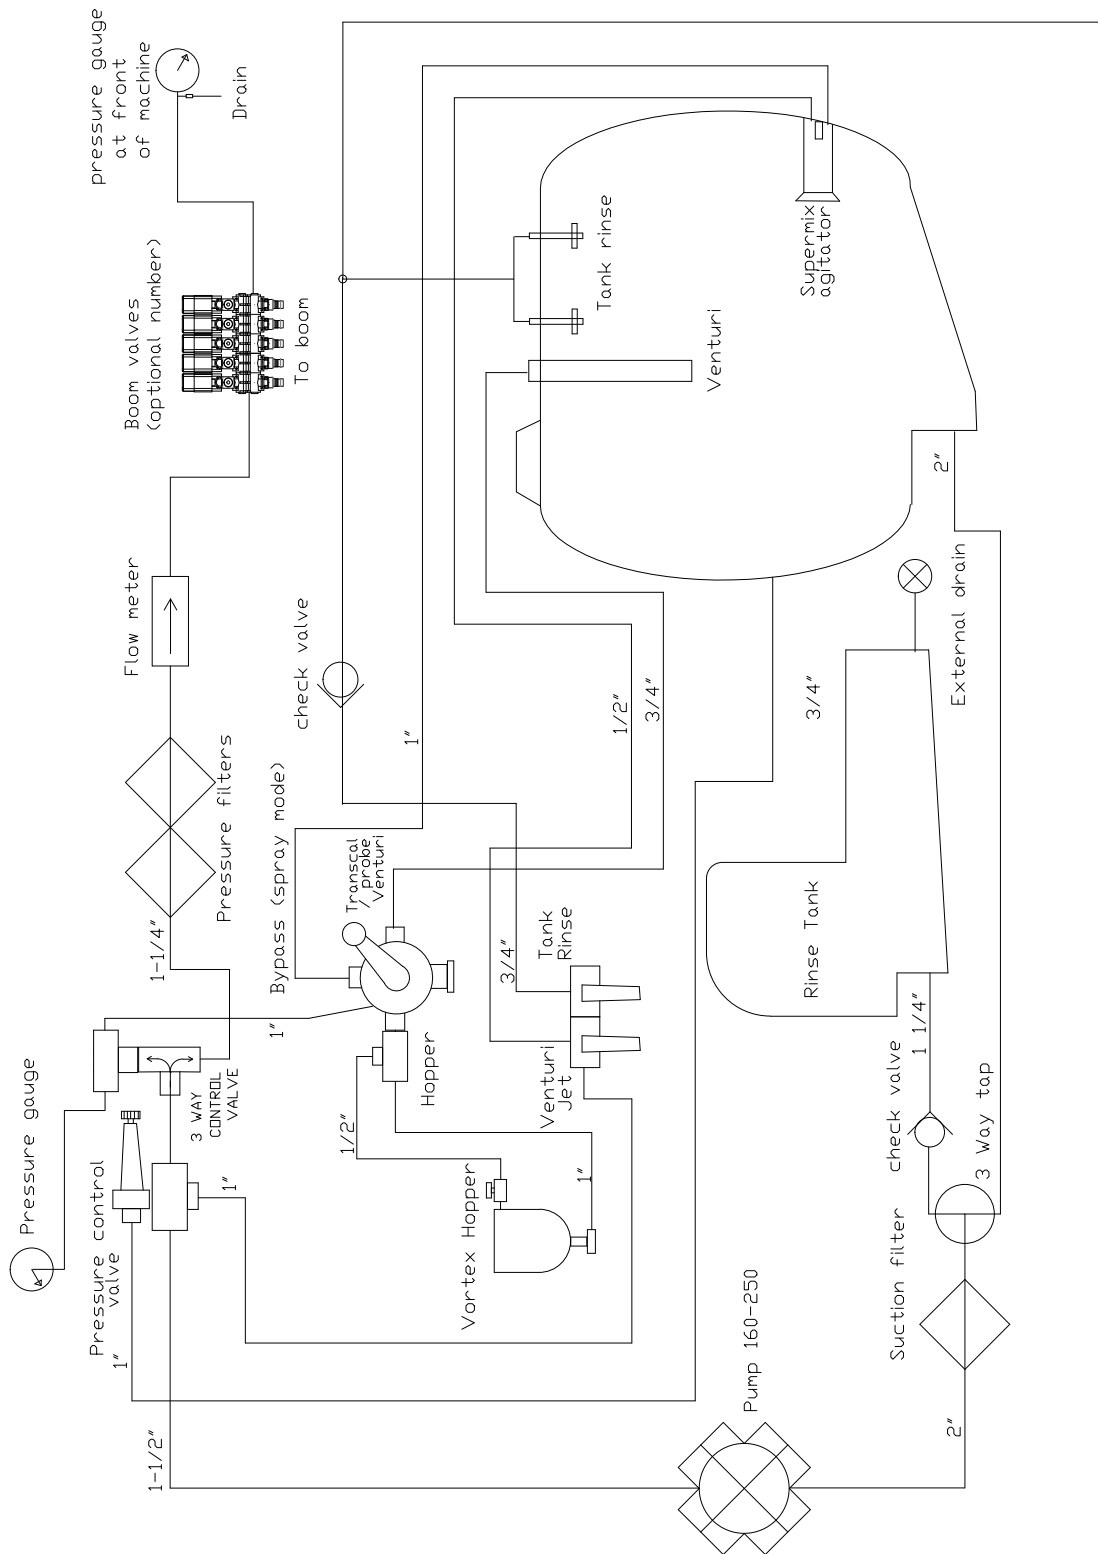 pressure gauge
at front
of machine
Drain
Boom valves
(optional number)
To boom
Flow meter
Pressure filters
1-1/4"
Pressure gauge
3 WAY
CONTROL
VALVE
Pressure control
valve
1"
1"
1-1/2"
1"
Bypass (spray mode)
Transcal
/ probe
Venturi
check valve
1"
Hopper
1/2"
Vortex Hopper
1"
Venturi
Jet
Tank
Rinse
3/4"
1/2"
3/4"
Tank rinse
Venturi
Supermix
agitator
3/4"
2"
External drain
Rinse Tank
1 1/4"
check valve
3 Way tap
Suction filter
2"
Pump 160-250